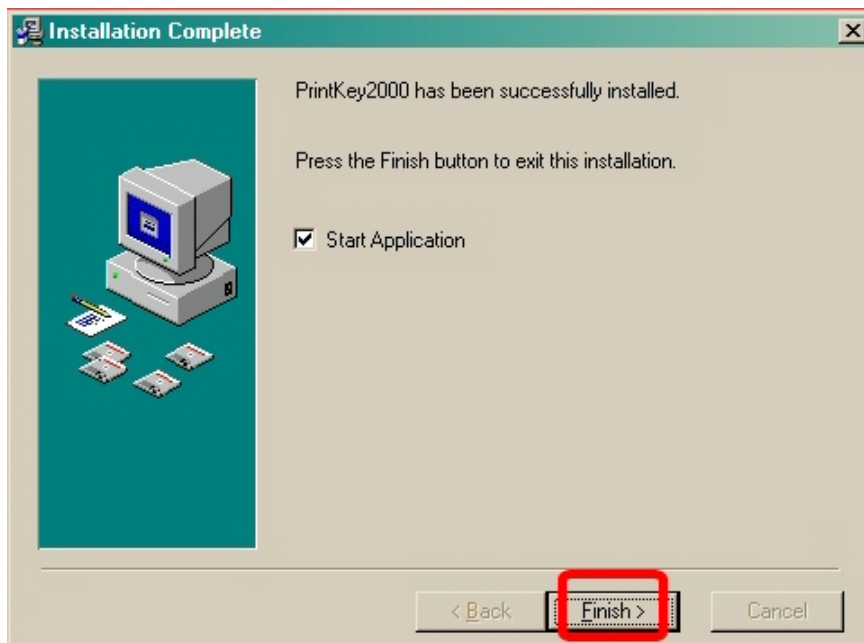 Installation Complete
PrintKey2000 has been successfully installed.
Press the Finish button to exit this installation.
Start Application
< Back
Finish >
Cancel